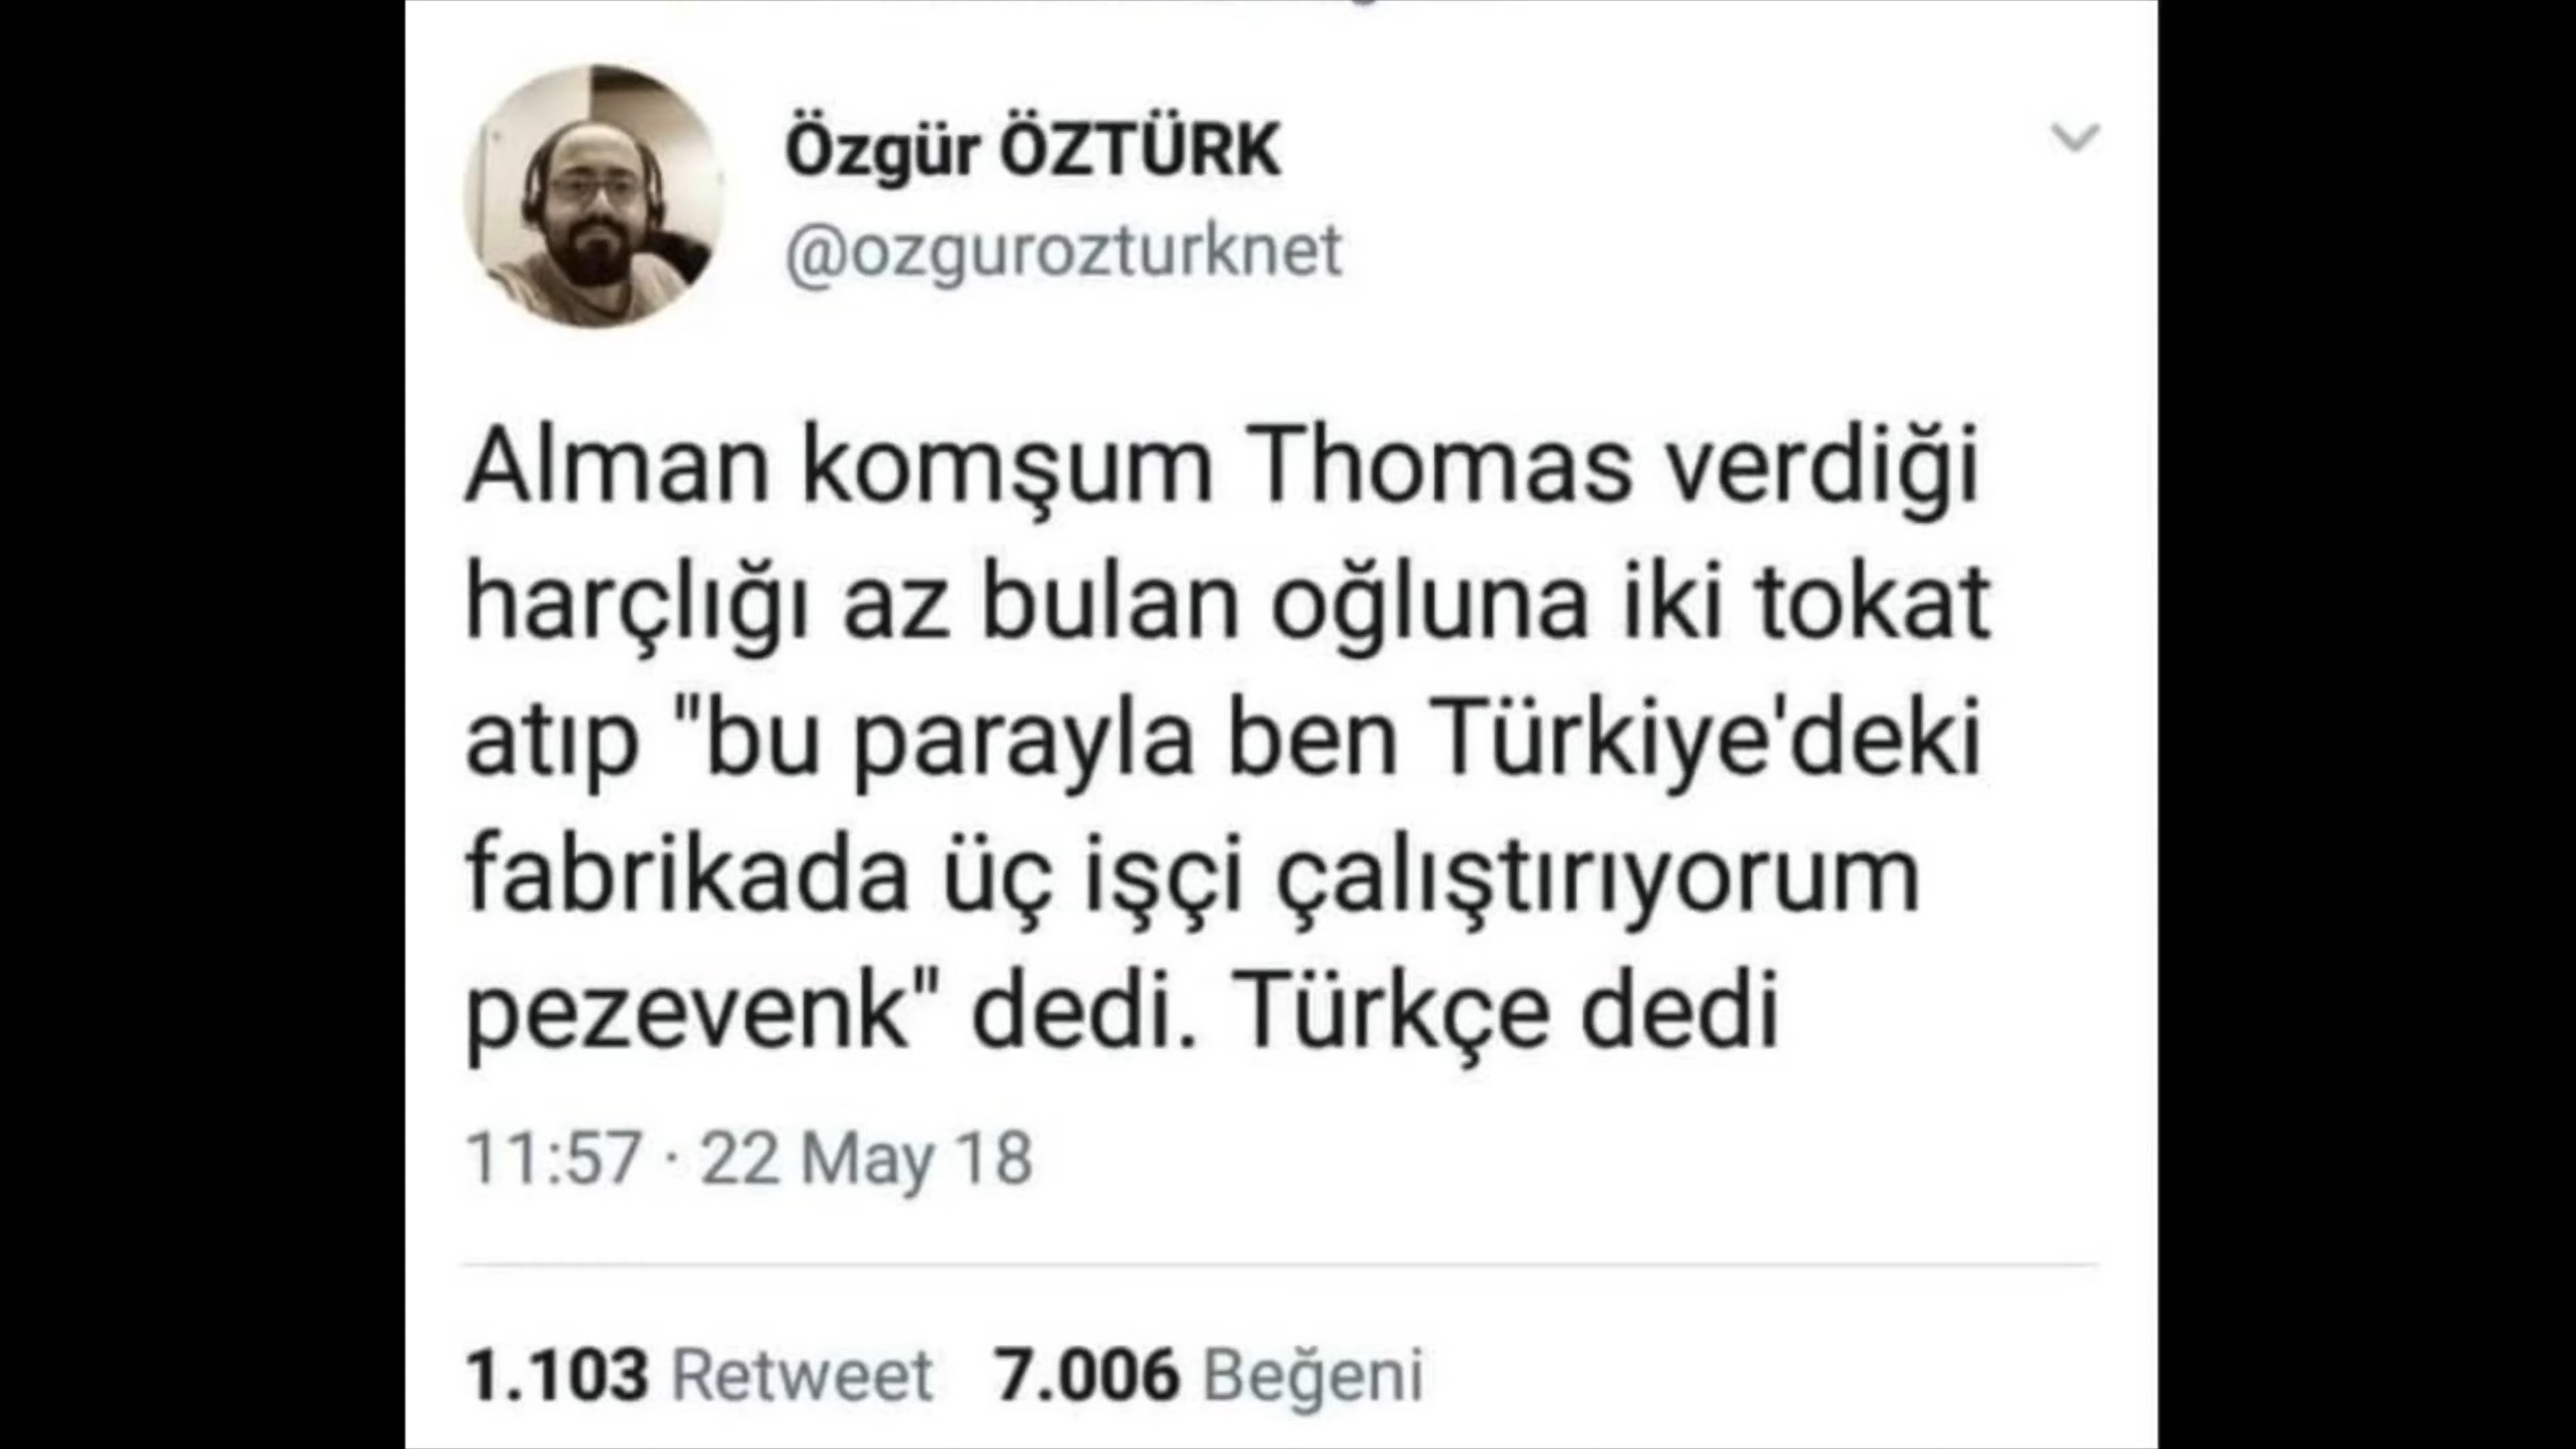 Özgür ÖZTÜRK
@ozgurozturknet
Alman komşum Thomas verdiği
harçlığı az bulan oğluna iki tokat
atıp "bu parayla ben Türkiye'deki
fabrikada üç işçi çalıştırıyorum
pezevenk" dedi. Türkçe dedi
11:57 · 22 May 18
1.103 Retweet 7.006 Beğeni